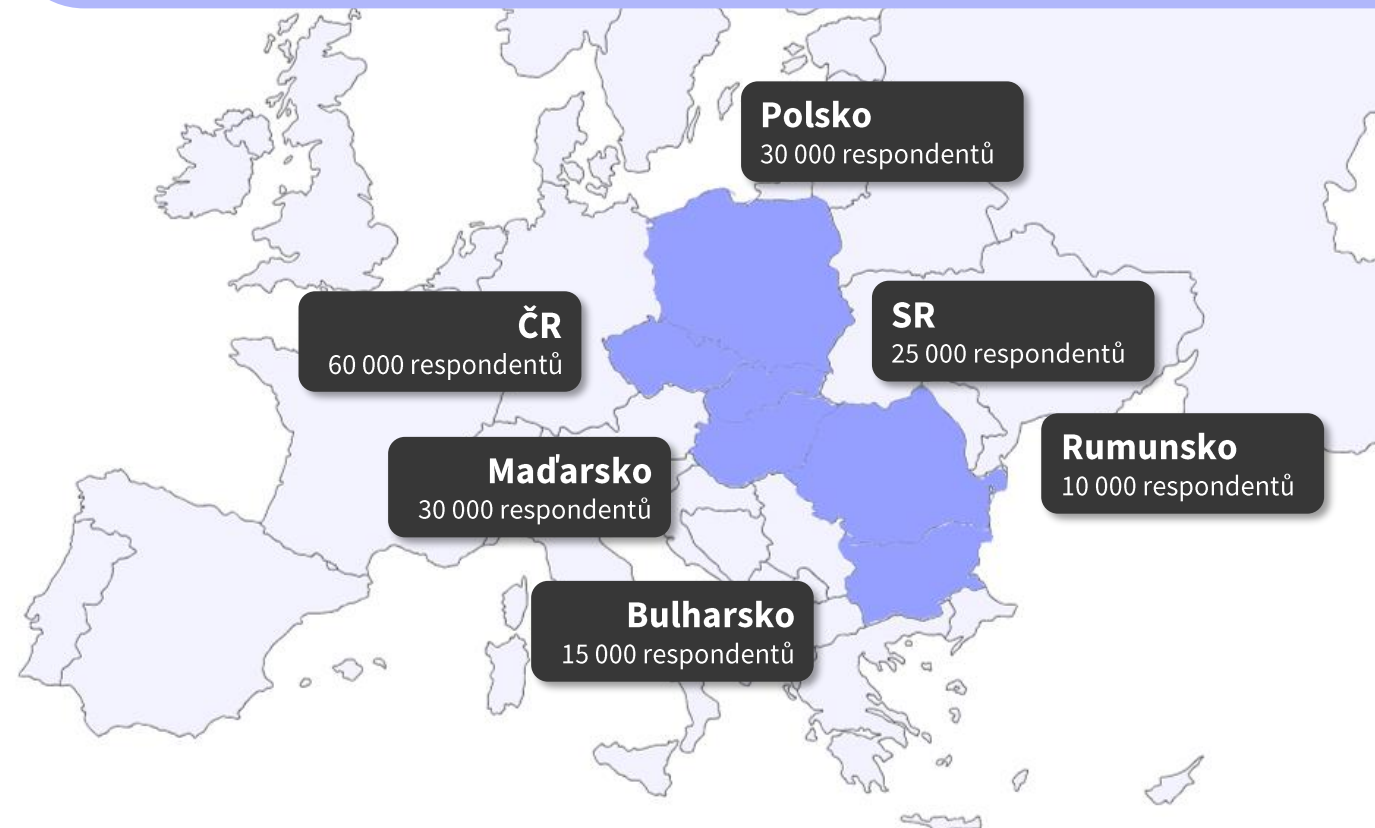 Polsko
30 000 respondentů
ČR
60 000 respondentů
SR
25 000 respondentů
Maďarsko
30 000 respondentů
Rumunsko
10 000 respondentů
Bulharsko
15 000 respondentů